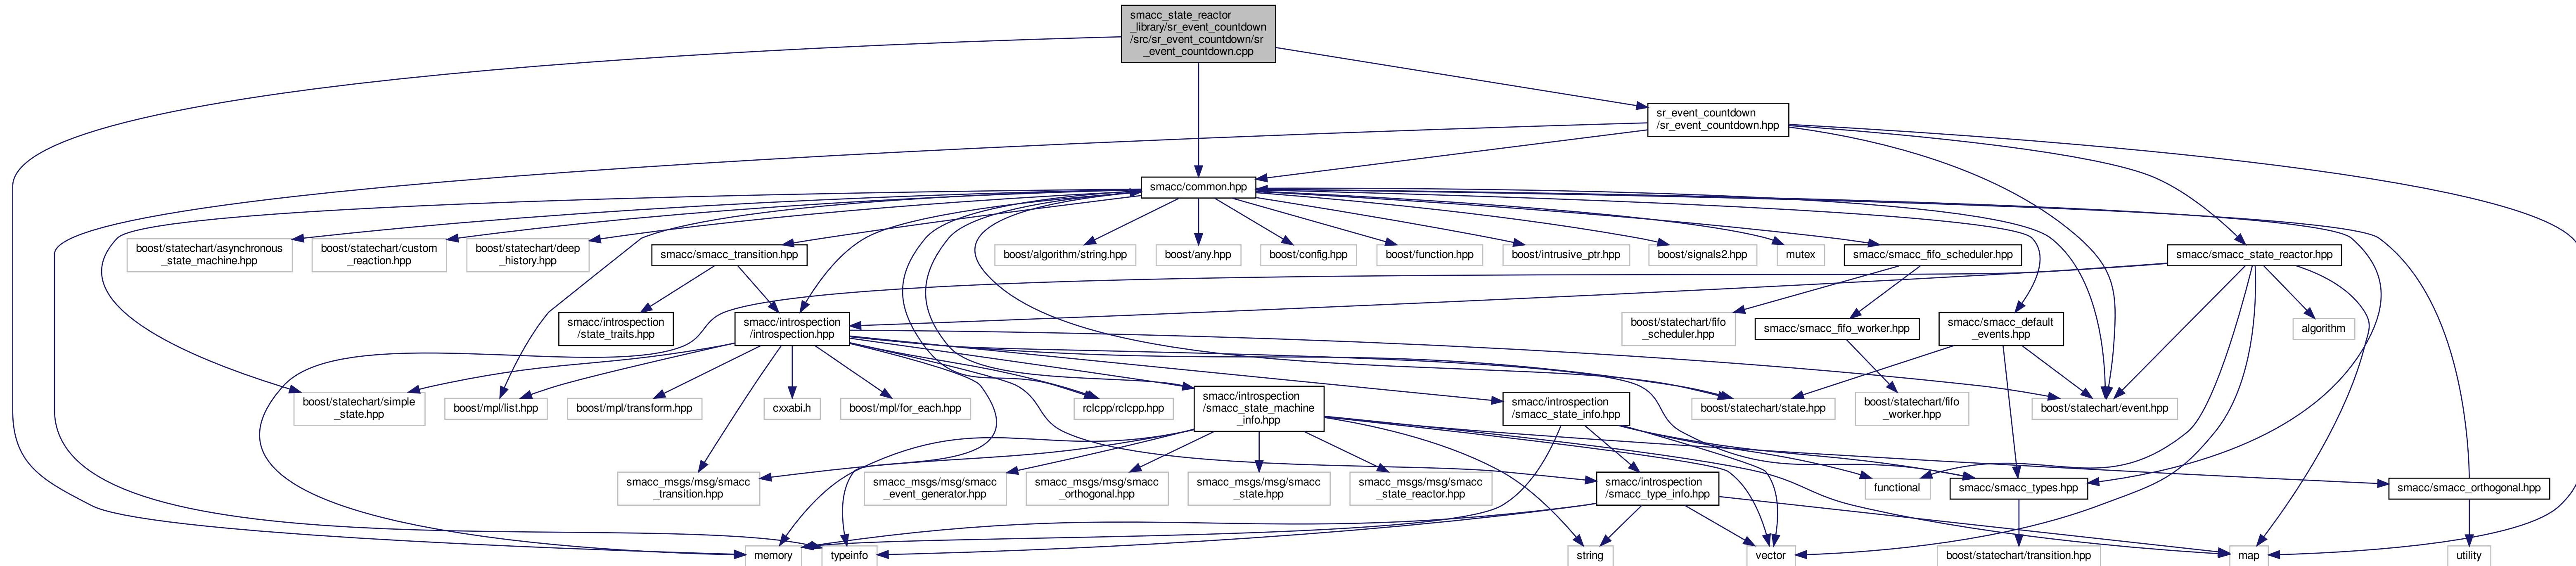 smacc_state_reactor
_library/sr_event_countdown
/src/sr_event_countdown/sr
_event_countdown.cpp
sr_event_countdown
/sr_event_countdown.hpp
smacc/common.hpp
boost/statechart/asynchronous
_state_machine.hpp
boost/statechart/custom
_reaction.hpp
boost/statechart/deep
_history.hpp
smacc/smacc_transition.hpp
boost/algorithm/string.hpp
boost/any.hpp
boost/config.hpp
boost/function.hpp
boost/intrusive_ptr.hpp
boost/signals2.hpp
mutex
smacc/smacc_fifo_scheduler.hpp
smacc/smacc_state_reactor.hpp
smacc/introspection
/state_traits.hpp
smacc/introspection
/introspection.hpp
boost/statechart/fifo
_scheduler.hpp
smacc/smacc_fifo_worker.hpp
smacc/smacc_default
_events.hpp
algorithm
boost/statechart/simple
_state.hpp
boost/mpl/list.hpp
boost/mpl/transform.hpp
cxxabi.h
boost/mpl/for_each.hpp
rclcpp/rclcpp.hpp
smacc/introspection
/smacc_state_machine
_info.hpp
smacc/introspection
/smacc_state_info.hpp
boost/statechart/state.hpp
boost/statechart/fifo
_worker.hpp
boost/statechart/event.hpp
smacc_msgs/msg/smacc
_transition.hpp
smacc_msgs/msg/smacc
_event_generator.hpp
smacc_msgs/msg/smacc
_orthogonal.hpp
smacc_msgs/msg/smacc
_state.hpp
smacc_msgs/msg/smacc
_state_reactor.hpp
smacc/introspection
/smacc_type_info.hpp
functional
smacc/smacc_types.hpp
smacc/smacc_orthogonal.hpp
memory
typeinfo
string
vector
boost/statechart/transition.hpp
map
utility